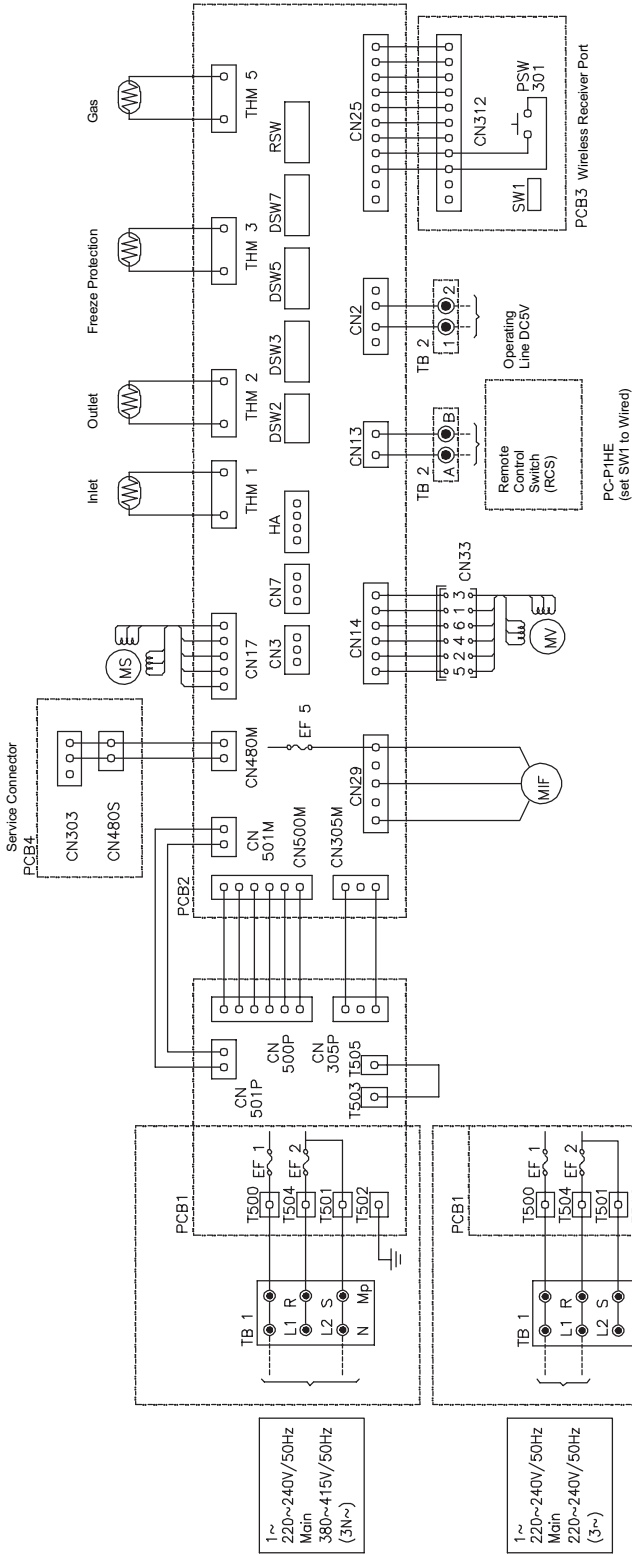 Service Connector
PCB4
CN303
CN480S
MS
Inlet
Outlet
Freeze Protection
Gas
PCB2
CN
501M
CN480M
CN17
THM 1
THM 2
THM 3
THM 5
CN500M
CN305M
EF 5
CN3
CN7
HA
DSW2
DSW3
DSW5
DSW7
RSW
CN29
CN14
CN13
CN2
CN25
MIF
5 2 4 6 1 3
CN33
MV
TB 2
A B
TB 2
1 2
Remote
Control
Switch
(RCS)
Operating
Line DC5V
PC-P1HE
(set SW1 to Wired)
CN312
SW1
PSW
301
PCB3 Wireless Receiver Port
CN
501P
CN
500P
CN
305P
T503
T505
1~
220~240V/50Hz
Main
380~415V/50Hz
(3N~)
TB 1
L1 R
L2 S
N Mp
PCB1
T500
EF 1
T504
EF 2
T501
T502
1~
220~240V/50Hz
Main
220~240V/50Hz
(3~)
TB 1
L1 R
L2 S
PCB1
T500
EF 1
T504
EF 2
T501